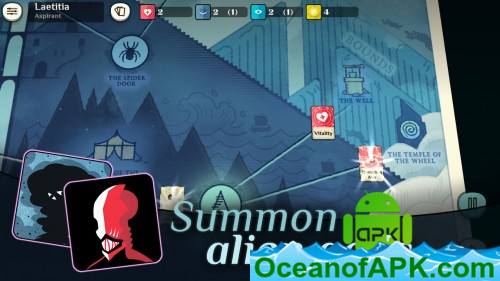 Laetitia
Aspirant
2
2 (1)
2 (1)
4
BOUNDS
THE SPIDER
DOOR
THE WELL
Vitality
THE TEMPLE OF
THE WHEEL
Summon
apk
OceanofAPK.com